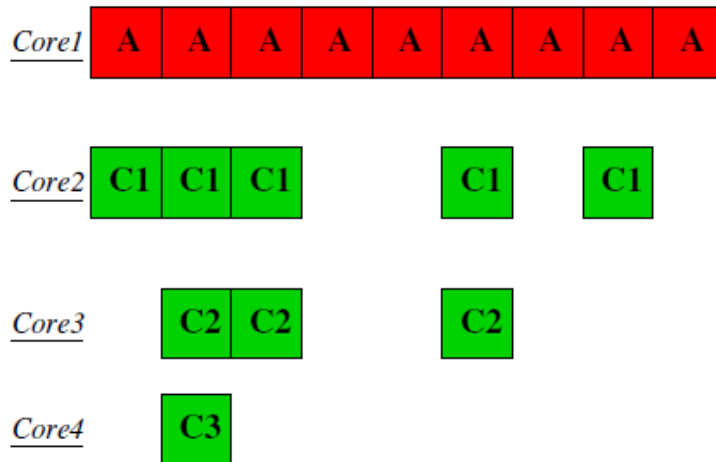 Core1 A A A A A A A A A
Core2 C1 C1 C1 C1 C1
Core3 C2 C2 C2
Core4 C3